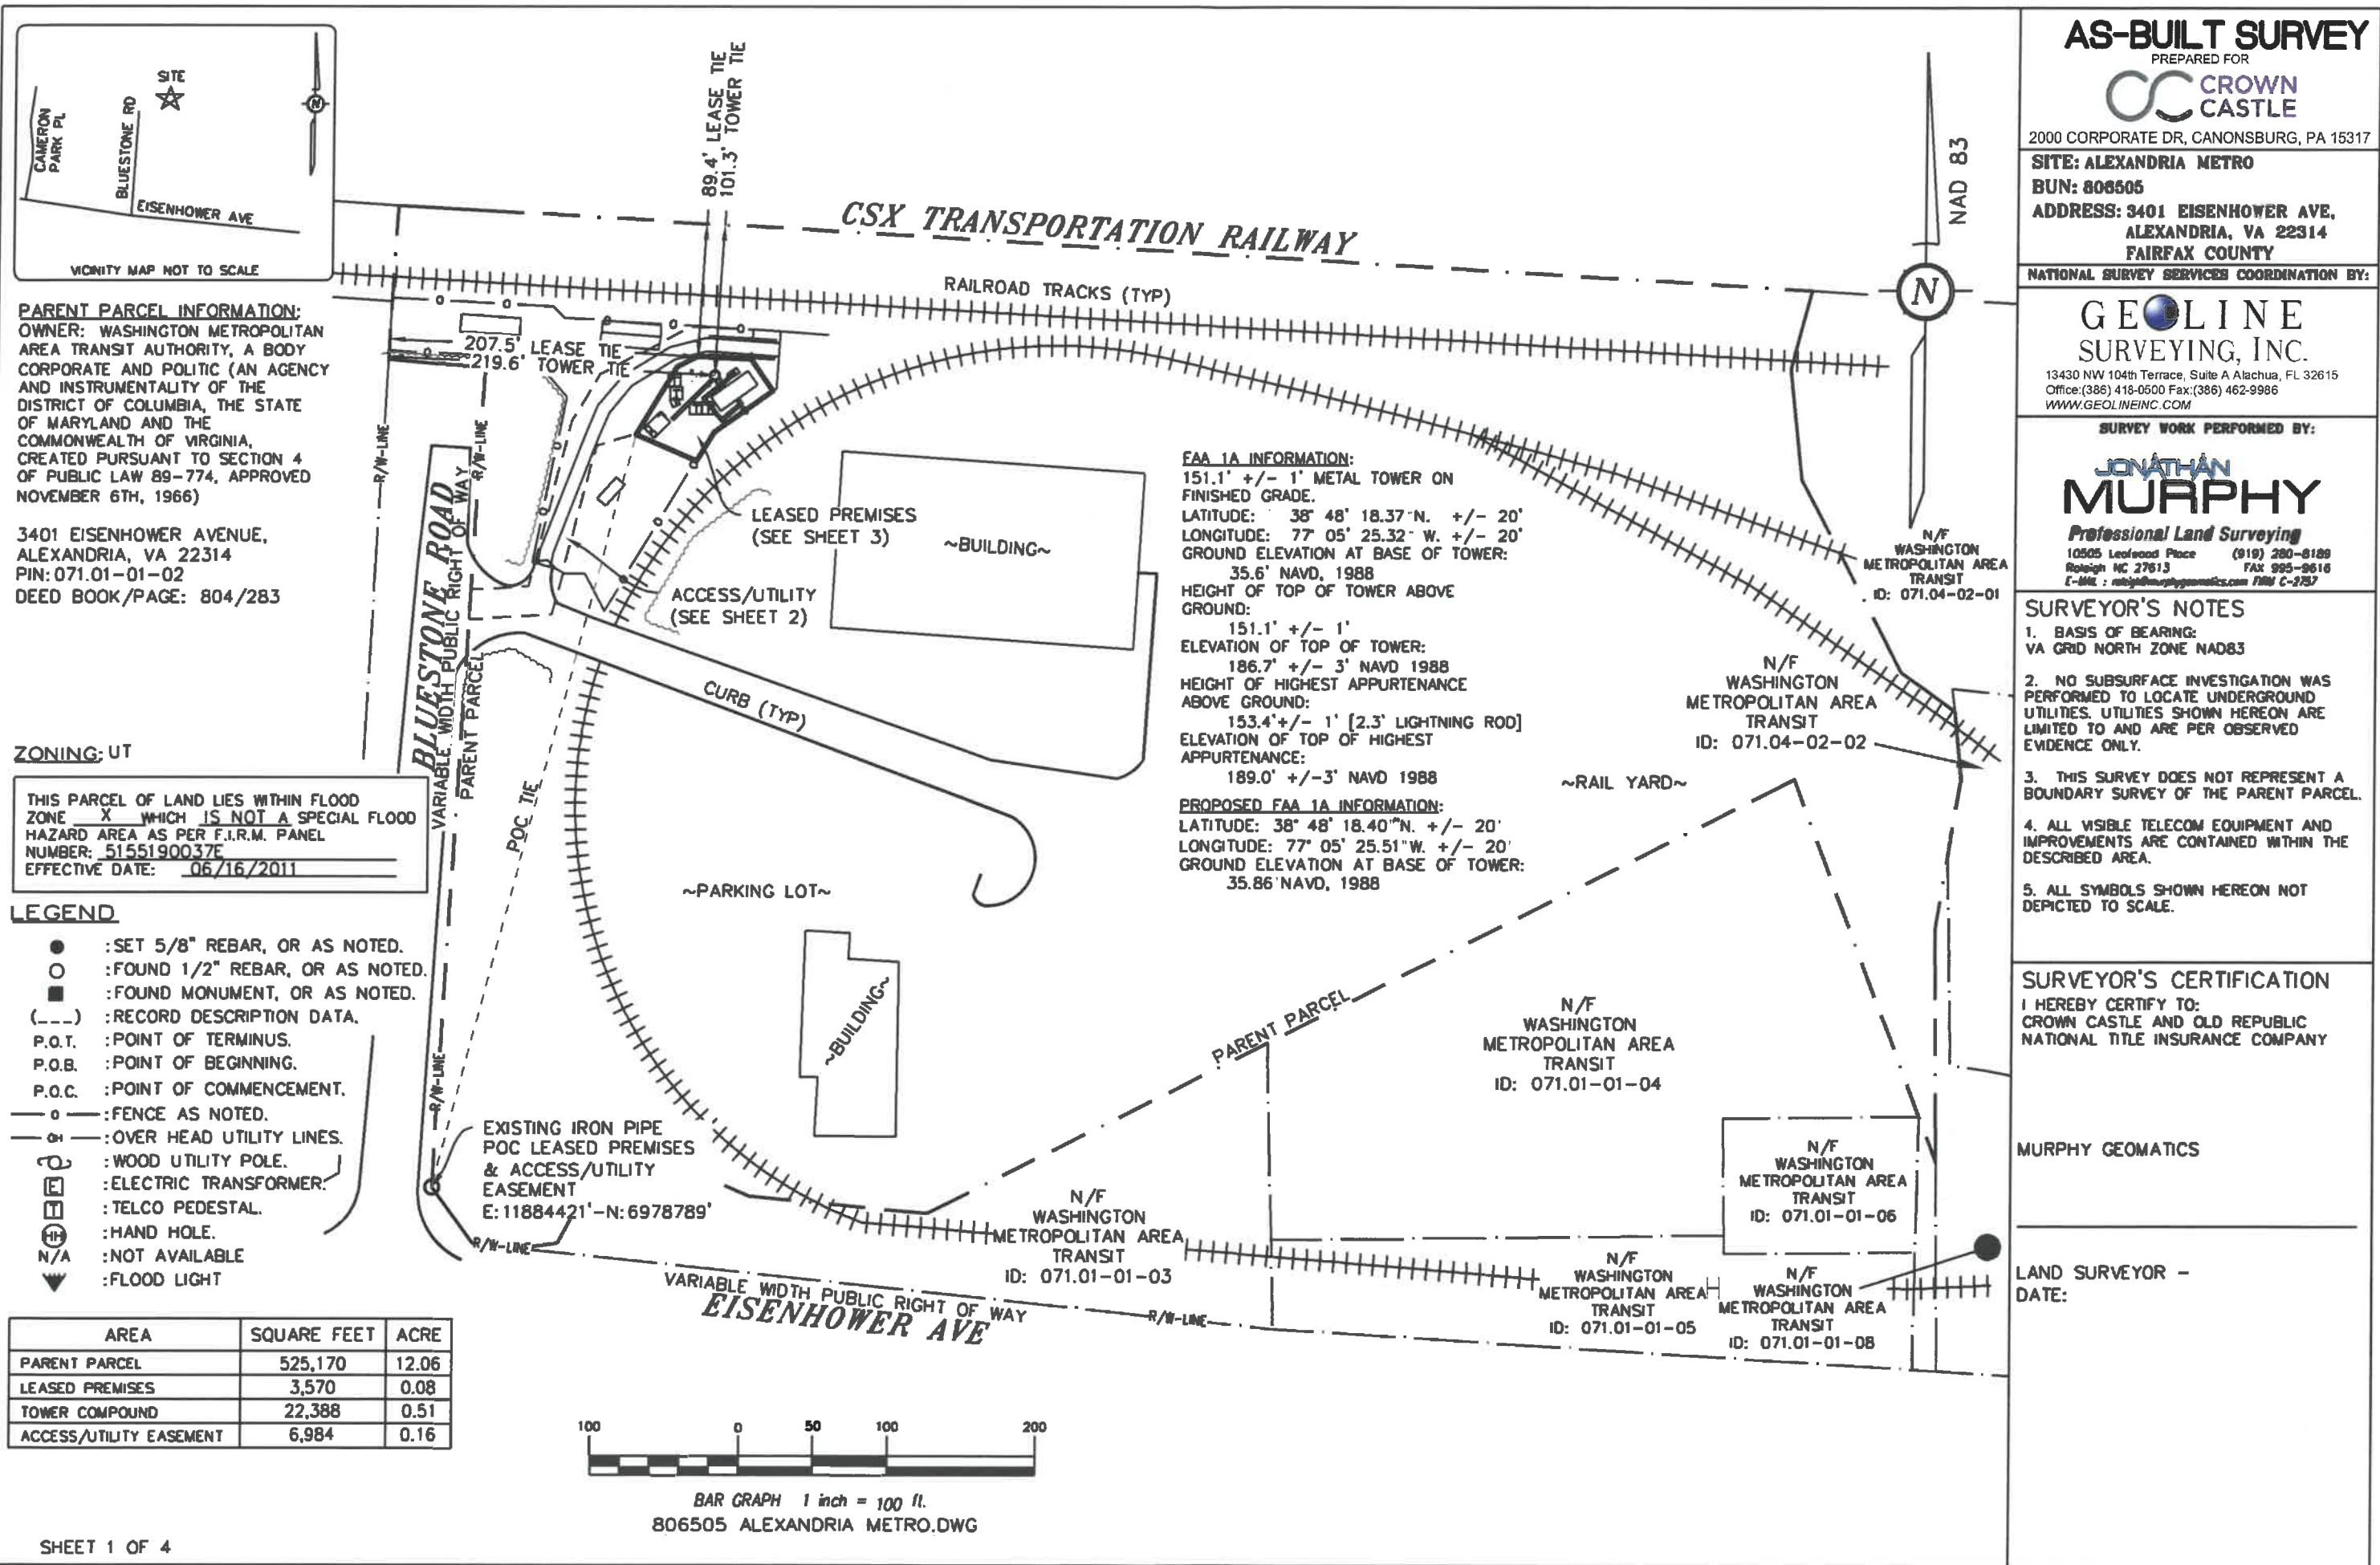 SITE
CAMERON
PARK PL
BLUESTONE RD
N
EISENHOWER AVE
VICINITY MAP NOT TO SCALE
PARENT PARCEL INFORMATION:
OWNER: WASHINGTON METROPOLITAN
AREA TRANSIT AUTHORITY, A BODY
CORPORATE AND POLITIC (AN AGENCY
AND INSTRUMENTALITY OF THE
DISTRICT OF COLUMBIA, THE STATE
OF MARYLAND AND THE
COMMONWEALTH OF VIRGINIA,
CREATED PURSUANT TO SECTION 4
OF PUBLIC LAW 89-774, APPROVED
NOVEMBER 6TH, 1966)
3401 EISENHOWER AVENUE,
ALEXANDRIA, VA 22314
PIN: 071.01-01-02
DEED BOOK/PAGE: 804/283
ZONING: UT
THIS PARCEL OF LAND LIES WITHIN FLOOD
ZONE X WHICH IS NOT A SPECIAL FLOOD
HAZARD AREA AS PER F.I.R.M. PANEL
NUMBER: 5155190037E
EFFECTIVE DATE: 06/16/2011
LEGEND
: SET 5/8" REBAR, OR AS NOTED.
: FOUND 1/2" REBAR, OR AS NOTED.
: FOUND MONUMENT, OR AS NOTED.
(___) : RECORD DESCRIPTION DATA.
P.O.T. : POINT OF TERMINUS.
P.O.B. : POINT OF BEGINNING.
P.O.C. : POINT OF COMMENCEMENT.
o : FENCE AS NOTED.
OH : OVER HEAD UTILITY LINES.
: WOOD UTILITY POLE.
E : ELECTRIC TRANSFORMER.
T : TELCO PEDESTAL.
HH : HAND HOLE.
N/A : NOT AVAILABLE
: FLOOD LIGHT
AREA SQUARE FEET ACRE
PARENT PARCEL 525,170 12.06
LEASED PREMISES 3,570 0.08
TOWER COMPOUND 22,388 0.51
ACCESS/UTILITY EASEMENT 6,984 0.16
SHEET 1 OF 4
89.4' LEASE TIE
101.3' TOWER TIE
CSX TRANSPORTATION RAILWAY
RAILROAD TRACKS (TYP)
207.5' LEASE TIE
219.6' TOWER TIE
R/W-LINE
R/W-LINE
BLUESTONE ROAD
VARIABLE WIDTH PUBLIC RIGHT OF WAY
PARENT PARCEL
LEASED PREMISES
(SEE SHEET 3)
~BUILDING~
ACCESS/UTILITY
(SEE SHEET 2)
CURB (TYP)
POC TIE
~PARKING LOT~
~BUILDING~
R/W-LINE
EXISTING IRON PIPE
POC LEASED PREMISES
& ACCESS/UTILITY
EASEMENT
E: 11884421'-N: 6978789'
R/W-LINE
VARIABLE WIDTH PUBLIC RIGHT OF WAY
EISENHOWER AVE
R/W-LINE
FAA 1A INFORMATION:
151.1' +/- 1' METAL TOWER ON
FINISHED GRADE.
LATITUDE: 38° 48' 18.37" N. +/- 20'
LONGITUDE: 77° 05' 25.32" W. +/- 20'
GROUND ELEVATION AT BASE OF TOWER:
35.6' NAVD, 1988
HEIGHT OF TOP OF TOWER ABOVE
GROUND:
151.1' +/- 1'
ELEVATION OF TOP OF TOWER:
186.7' +/- 3' NAVD 1988
HEIGHT OF HIGHEST APPURTENANCE
ABOVE GROUND:
153.4'+/- 1' [2.3' LIGHTNING ROD]
ELEVATION OF TOP OF HIGHEST
APPURTENANCE:
189.0' +/-3' NAVD 1988
PROPOSED FAA 1A INFORMATION:
LATITUDE: 38° 48' 18.40"N. +/- 20'
LONGITUDE: 77° 05' 25.51"W. +/- 20'
GROUND ELEVATION AT BASE OF TOWER:
35.86' NAVD, 1988
NAD 83
N
N/F
WASHINGTON
METROPOLITAN AREA
TRANSIT
ID: 071.04-02-01
N/F
WASHINGTON
METROPOLITAN AREA
TRANSIT
ID: 071.04-02-02
~RAIL YARD~
PARENT PARCEL
N/F
WASHINGTON
METROPOLITAN AREA
TRANSIT
ID: 071.01-01-04
N/F
WASHINGTON
METROPOLITAN AREA
TRANSIT
ID: 071.01-01-06
N/F
WASHINGTON
METROPOLITAN AREA
TRANSIT
ID: 071.01-01-03
N/F
WASHINGTON
METROPOLITAN AREA
TRANSIT
ID: 071.01-01-05
N/F
WASHINGTON
METROPOLITAN AREA
TRANSIT
ID: 071.01-01-08
100 0 50 100 200
BAR GRAPH 1 inch = 100 ft.
806505 ALEXANDRIA METRO.DWG
AS-BUILT SURVEY
PREPARED FOR
CROWN
CASTLE
2000 CORPORATE DR, CANONSBURG, PA 15317
SITE: ALEXANDRIA METRO
BUN: 806505
ADDRESS: 3401 EISENHOWER AVE,
ALEXANDRIA, VA 22314
FAIRFAX COUNTY
NATIONAL SURVEY SERVICES COORDINATION BY:
GEOLINE
SURVEYING, INC.
13430 NW 104th Terrace, Suite A Alachua, FL 32615
Office:(386) 418-0500 Fax:(386) 462-9986
WWW.GEOLINEINC.COM
SURVEY WORK PERFORMED BY:
JONATHAN
MURPHY
Professional Land Surveying
10505 Leafwood Place (919) 280-8189
Raleigh NC 27613 FAX 995-9616
E-MAIL : raleigh@murphygeomatics.com FIRM C-2787
SURVEYOR'S NOTES
1. BASIS OF BEARING:
VA GRID NORTH ZONE NAD83
2. NO SUBSURFACE INVESTIGATION WAS
PERFORMED TO LOCATE UNDERGROUND
UTILITIES. UTILITIES SHOWN HEREON ARE
LIMITED TO AND ARE PER OBSERVED
EVIDENCE ONLY.
3. THIS SURVEY DOES NOT REPRESENT A
BOUNDARY SURVEY OF THE PARENT PARCEL.
4. ALL VISIBLE TELECOM EQUIPMENT AND
IMPROVEMENTS ARE CONTAINED WITHIN THE
DESCRIBED AREA.
5. ALL SYMBOLS SHOWN HEREON NOT
DEPICTED TO SCALE.
SURVEYOR'S CERTIFICATION
I HEREBY CERTIFY TO:
CROWN CASTLE AND OLD REPUBLIC
NATIONAL TITLE INSURANCE COMPANY
MURPHY GEOMATICS
LAND SURVEYOR -
DATE: